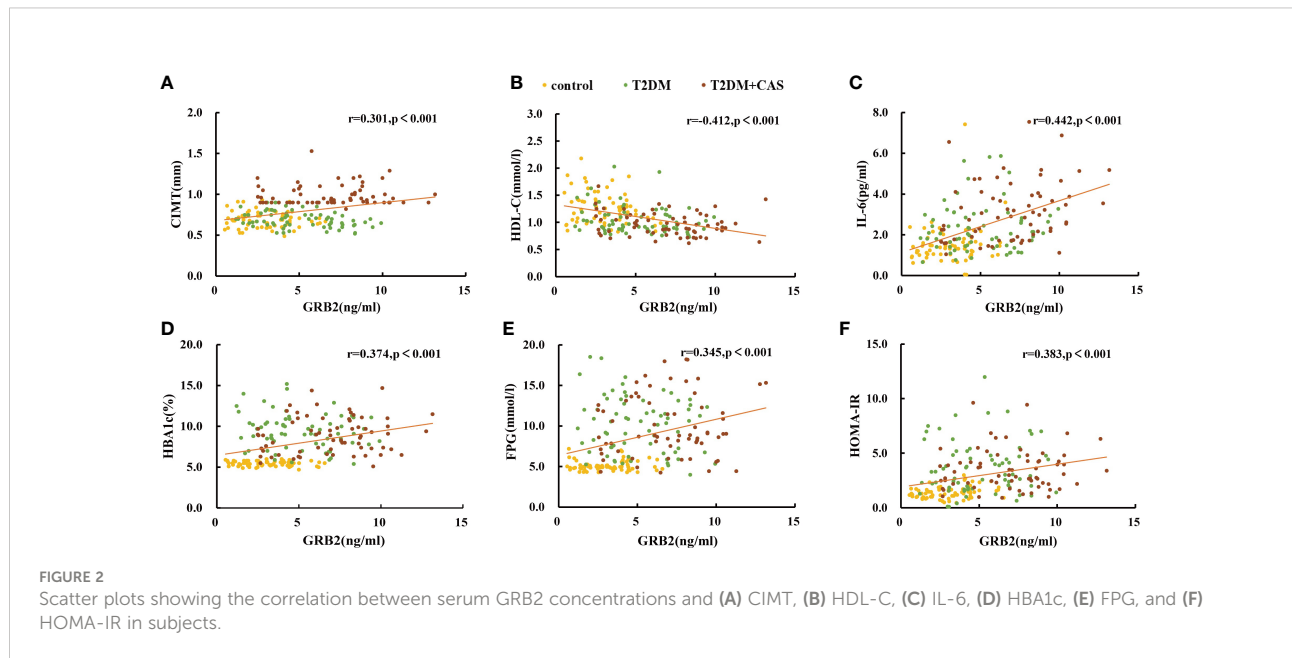 A
B
control
T2DM
T2DM+CAS
C
r=0.301,p < 0.001
2.0
1.5
1.0
0.5
0.0
CIMT(mm)
5
10
15
GRB2(ng/ml)
r=-0.412,p < 0.001
3.0
2.5
2.0
1.5
1.0
0.5
0.0
HDL-C(mmol/l)
5
10
15
GRB2(ng/ml)
r=0.442,p < 0.001
8.0
6.0
4.0
2.0
0.0
IL-6(pg/ml)
0
5
10
15
GRB2(ng/ml)
D
r=0.374,p < 0.001
20.0
15.0
10.0
5.0
0.0
HBA1c(%)
5
10
15
GRB2(ng/ml)
E
r=0.345,p < 0.001
20.0
15.0
10.0
5.0
0.0
FPG(mmol/l)
0
5
10
15
GRB2(ng/ml)
F
r=0.383,p < 0.001
15.0
10.0
5.0
0.0
HOMA-IR
0
5
10
15
GRB2(ng/ml)
FIGURE 2
Scatter plots showing the correlation between serum GRB2 concentrations and (A) CIMT, (B) HDL-C, (C) IL-6, (D) HBA1c, (E) FPG, and (F)
HOMA-IR in subjects.